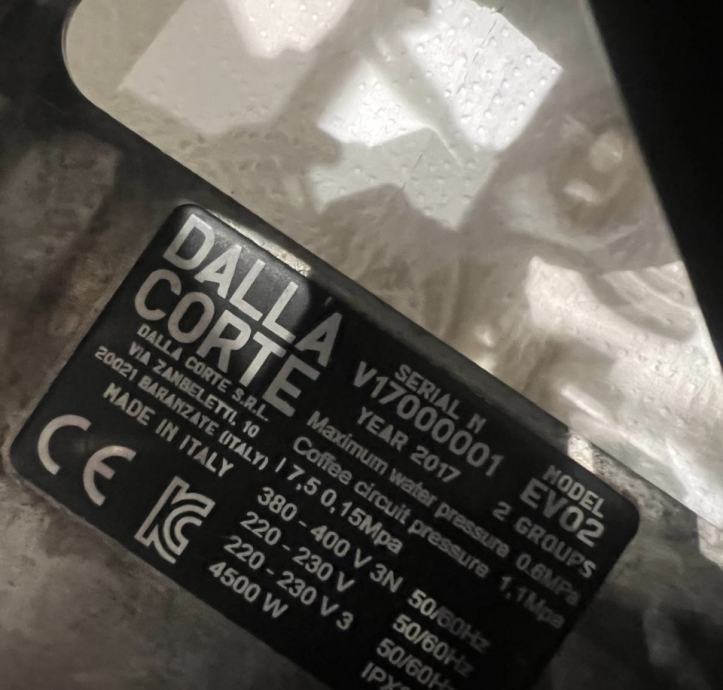 DALLA
CORTE
DALLA CORTE S.R.L.
VIA ZANBELETTI, 10
20021 BARANZATE (ITALY)
MADE IN ITALY
SERIAL N
V17000001
YEAR 2017
MODEL
EVO2
2 GROUPS
Maximum water pressure 0.6MPa
Coffee circuit pressure 1,1Mpa
l 7,5 0,15Mpa
380 - 400 V 3N 50/60Hz
220 - 230 V 50/60Hz
220 - 230 V 3 50/60Hz
4500 W
CE